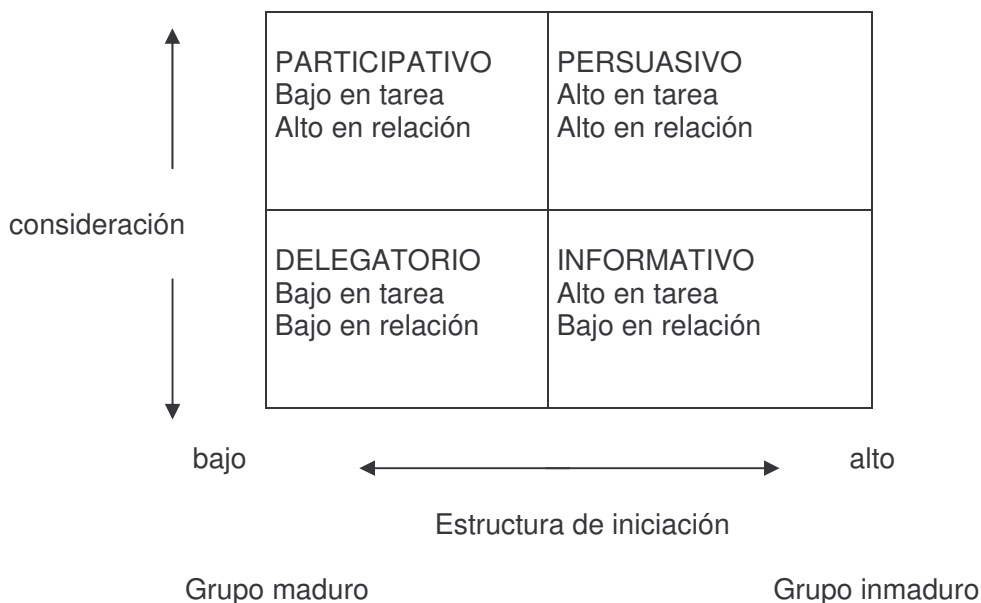 PARTICIPATIVO
Bajo en tarea
Alto en relación
PERSUASIVO
Alto en tarea
Alto en relación
consideración
DELEGATORIO
Bajo en tarea
Bajo en relación
INFORMATIVO
Alto en tarea
Bajo en relación
bajo
alto
Estructura de iniciación
Grupo maduro
Grupo inmaduro